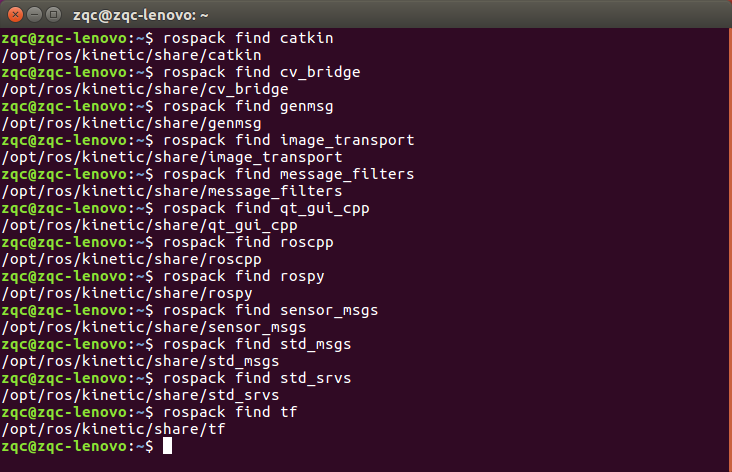 zqc@zqc-lenovo: ~
zqc@zqc-lenovo:~$ rospack find catkin
/opt/ros/kinetic/share/catkin
zqc@zqc-lenovo:~$ rospack find cv_bridge
/opt/ros/kinetic/share/cv_bridge
zqc@zqc-lenovo:~$ rospack find genmsg
/opt/ros/kinetic/share/genmsg
zqc@zqc-lenovo:~$ rospack find image_transport
/opt/ros/kinetic/share/image_transport
zqc@zqc-lenovo:~$ rospack find message_filters
/opt/ros/kinetic/share/message_filters
zqc@zqc-lenovo:~$ rospack find qt_gui_cpp
/opt/ros/kinetic/share/qt_gui_cpp
zqc@zqc-lenovo:~$ rospack find roscpp
/opt/ros/kinetic/share/roscpp
zqc@zqc-lenovo:~$ rospack find rospy
/opt/ros/kinetic/share/rospy
zqc@zqc-lenovo:~$ rospack find sensor_msgs
/opt/ros/kinetic/share/sensor_msgs
zqc@zqc-lenovo:~$ rospack find std_msgs
/opt/ros/kinetic/share/std_msgs
zqc@zqc-lenovo:~$ rospack find std_srvs
/opt/ros/kinetic/share/std_srvs
zqc@zqc-lenovo:~$ rospack find tf
/opt/ros/kinetic/share/tf
zqc@zqc-lenovo:~$